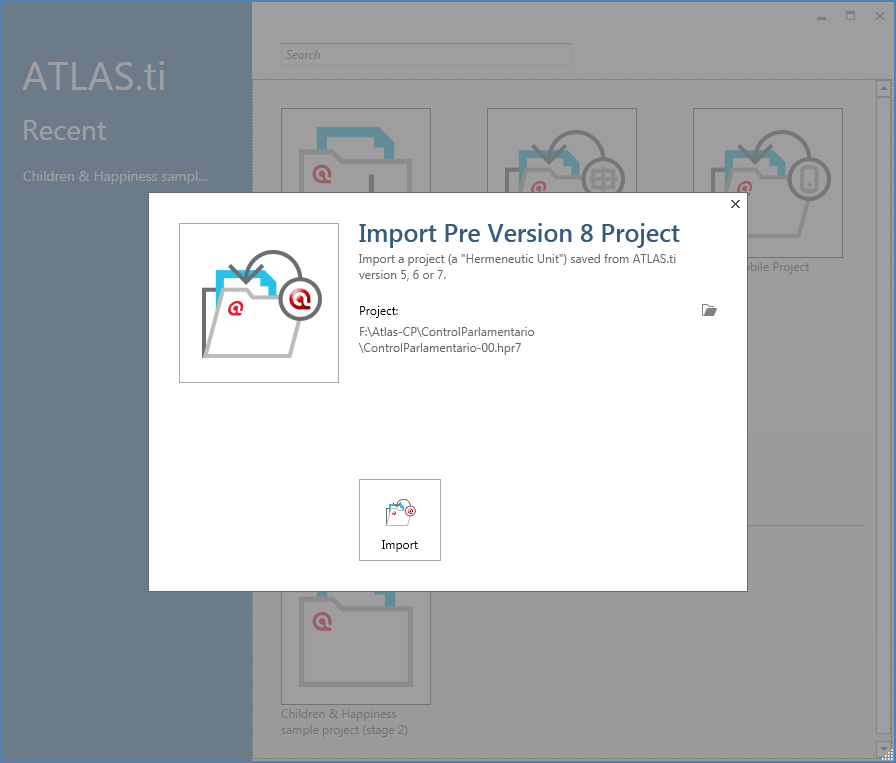 ATLAS.ti
Recent
Children & Happiness sampl...
Search
Import Pre Version 8 Project
Import a project (a "Hermeneutic Unit") saved from ATLAS.ti
version 5, 6 or 7.
Project:
F:\Atlas-CP\ControlParlamentario
\ControlParlamentario-00.hpr7
Import
Project
Children & Happiness
sample project (stage 2)